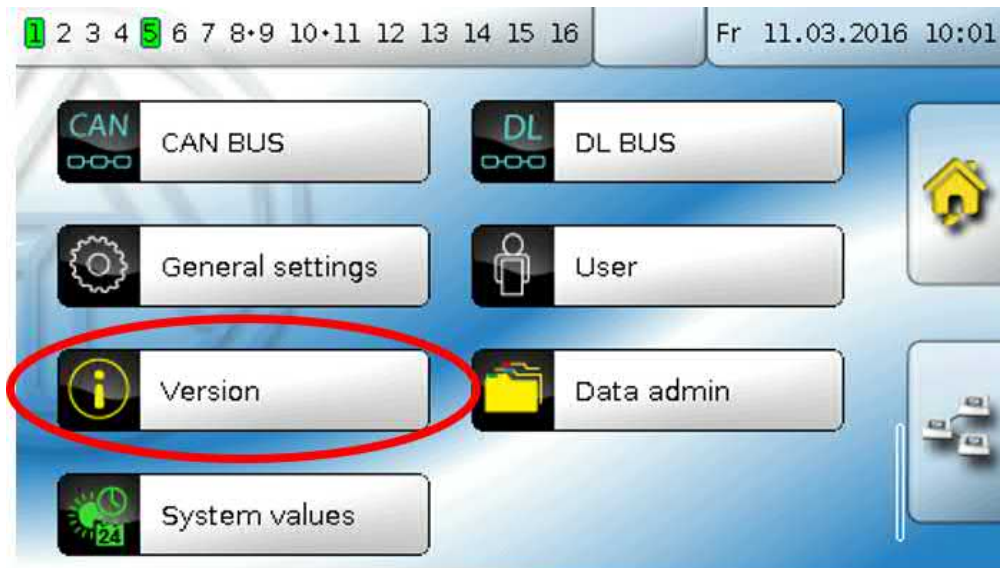 1 2 3 4 5 6 7 8·9 10·11 12 13 14 15 16 Fr 11.03.2016 10:01
CAN CAN BUS DL DL BUS
General settings User
Version Data admin
24 System values